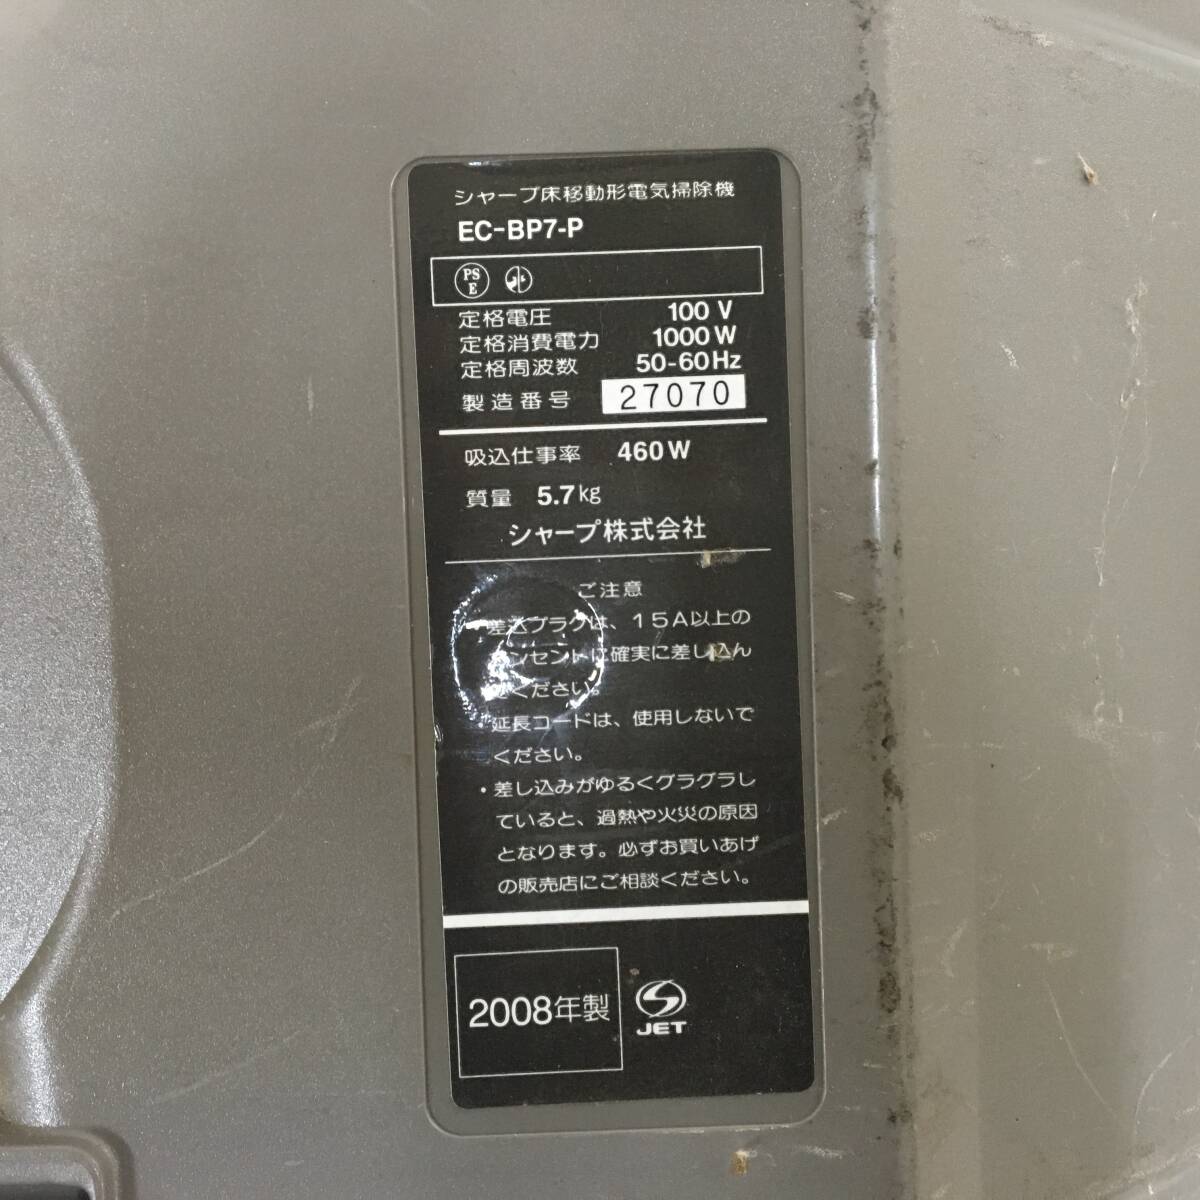 シャープ床移動形電気掃除機
EC-BP7-P
PS
E
定格電圧 100 V
定格消費電力 1000 W
定格周波数 50-60Hz
製造番号 27070
吸込仕事率 460 W
質量 5.7kg
シャープ株式会社
ご注意
差込プラグは、15A以上の
コンセントに確実に差し込ん
でください。
・延長コードは、使用しないで
ください。
・差し込みがゆるくグラグラし
ていると、過熱や火災の原因
となります。必ずお買いあげ
の販売店にご相談ください。
2008年製
JET